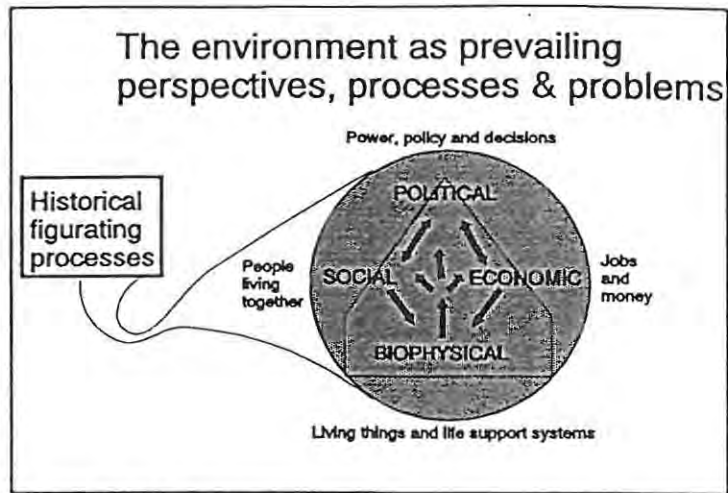 The environment as prevailing
perspectives, processes & problems
Power, policy and decisions
Historical
figurating
processes
POLITICAL
People
living
together
SOCIAL
ECONOMIC
Jobs
and
money
BIOPHYSICAL
Living things and life support systems